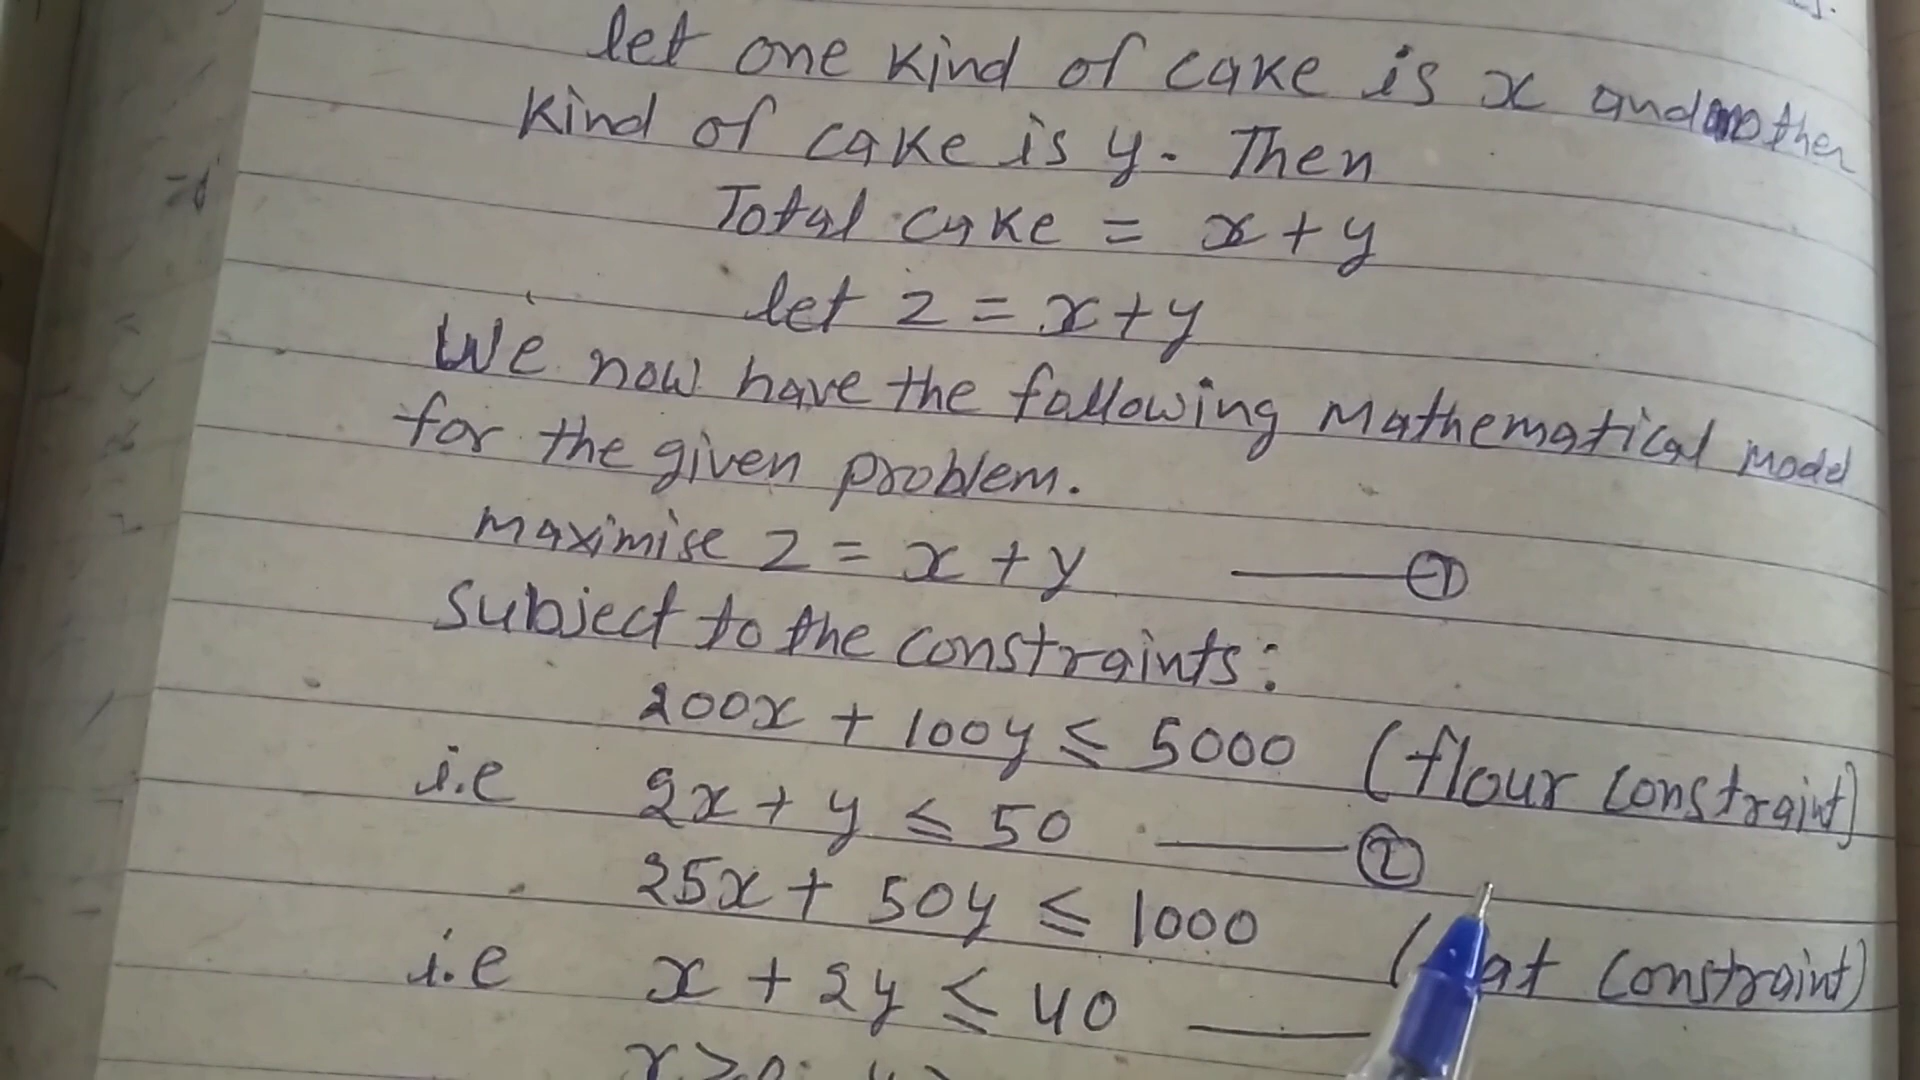 let one kind of cake is x and another
kind of cake is y. Then
Total cake = x + y
let z = x + y
We now have the following Mathematical model
for the given problem.
maximise z = x + y ——— ①
subject to the constraints:
200x + 100y ≤ 5000 (flour constraint)
i.e 2x + y ≤ 50 ——— ②
25x + 50y ≤ 1000
( at constraint)
i.e x + 2y ≤ 40 ———
x ≥ 0; y ≥